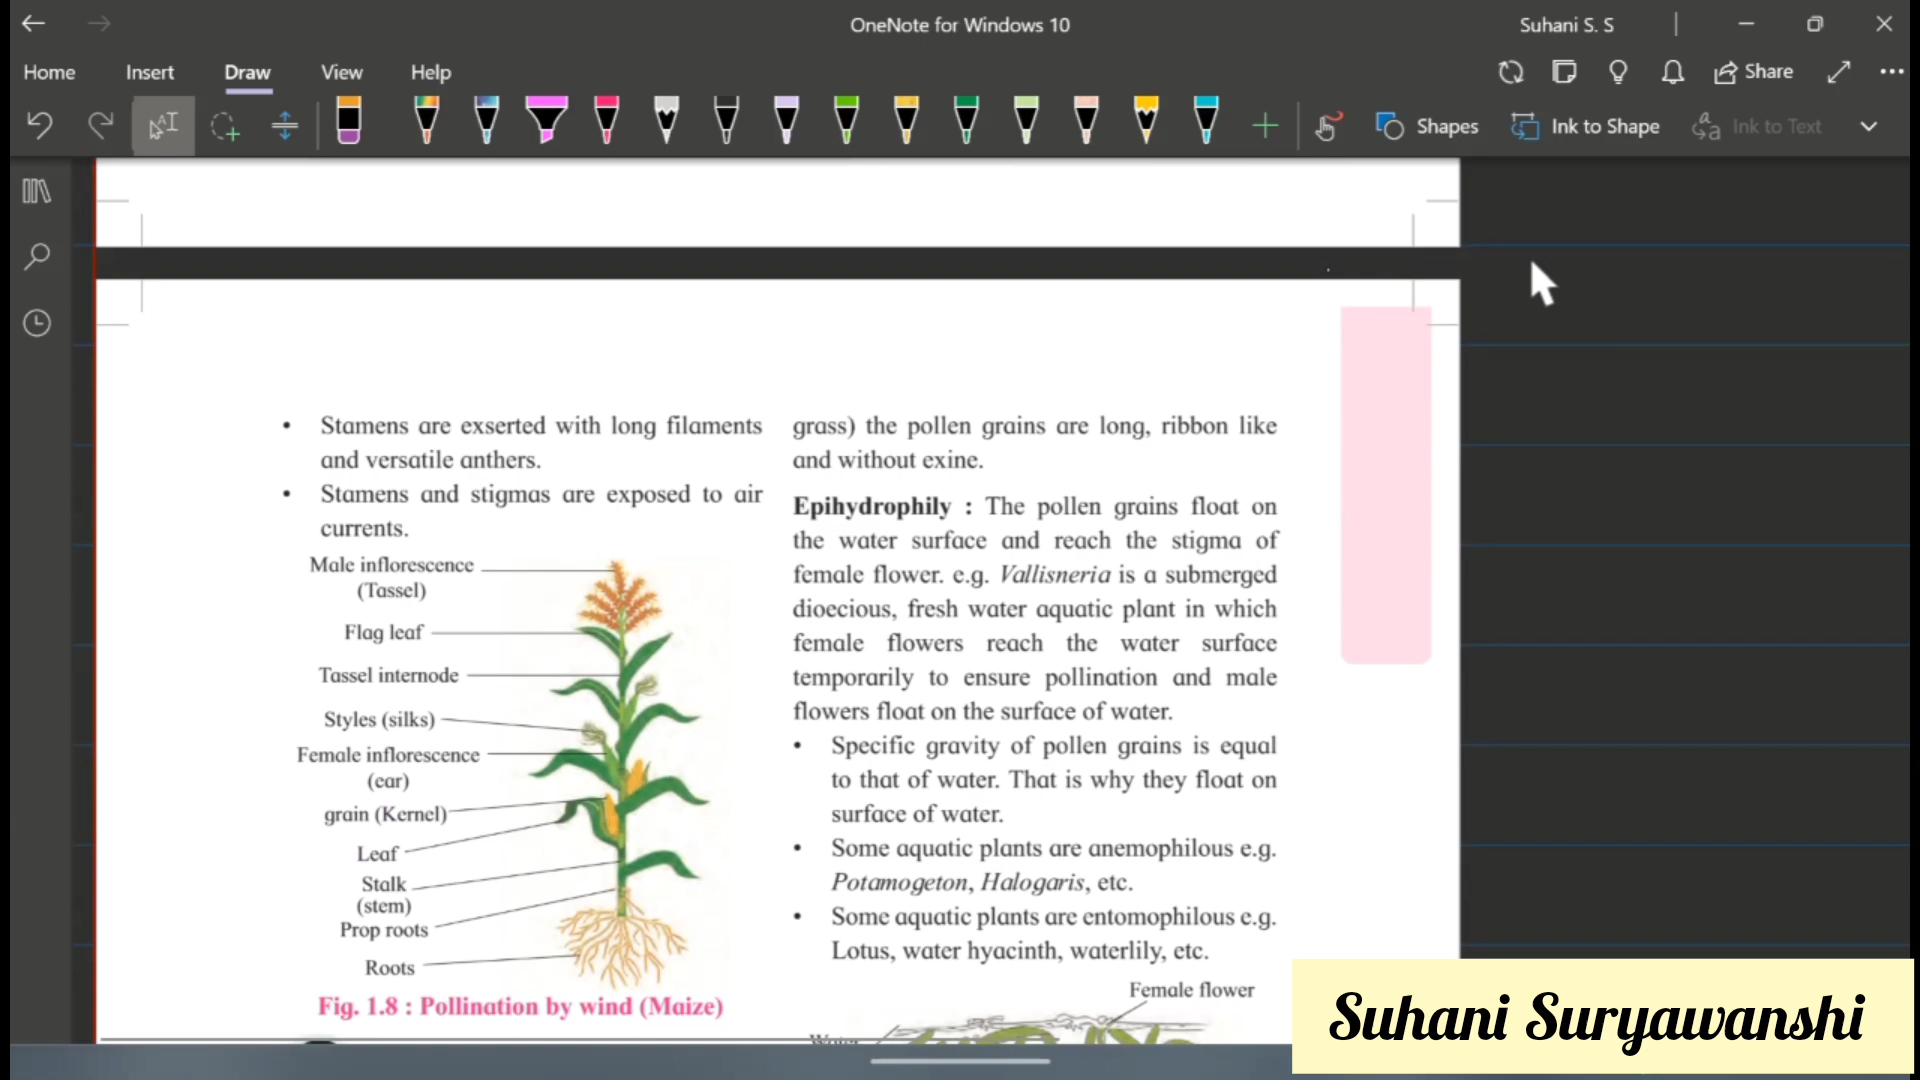 OneNote for Windows 10
Suhani S. S
Home Insert Draw View Help
Share
Shapes Ink to Shape Ink to Text
• Stamens are exserted with long filaments
and versatile anthers.
• Stamens and stigmas are exposed to air
currents.
Male inflorescence
(Tassel)
Flag leaf
Tassel internode
Styles (silks)
Female inflorescence
(ear)
grain (Kernel)
Leaf
Stalk
(stem)
Prop roots
Roots
Fig. 1.8 : Pollination by wind (Maize)
grass) the pollen grains are long, ribbon like
and without exine.
Epihydrophily : The pollen grains float on
the water surface and reach the stigma of
female flower. e.g. Vallisneria is a submerged
dioecious, fresh water aquatic plant in which
female flowers reach the water surface
temporarily to ensure pollination and male
flowers float on the surface of water.
• Specific gravity of pollen grains is equal
to that of water. That is why they float on
surface of water.
• Some aquatic plants are anemophilous e.g.
Potamogeton, Halogaris, etc.
• Some aquatic plants are entomophilous e.g.
Lotus, water hyacinth, waterlily, etc.
Female flower
Suhani Suryawanshi